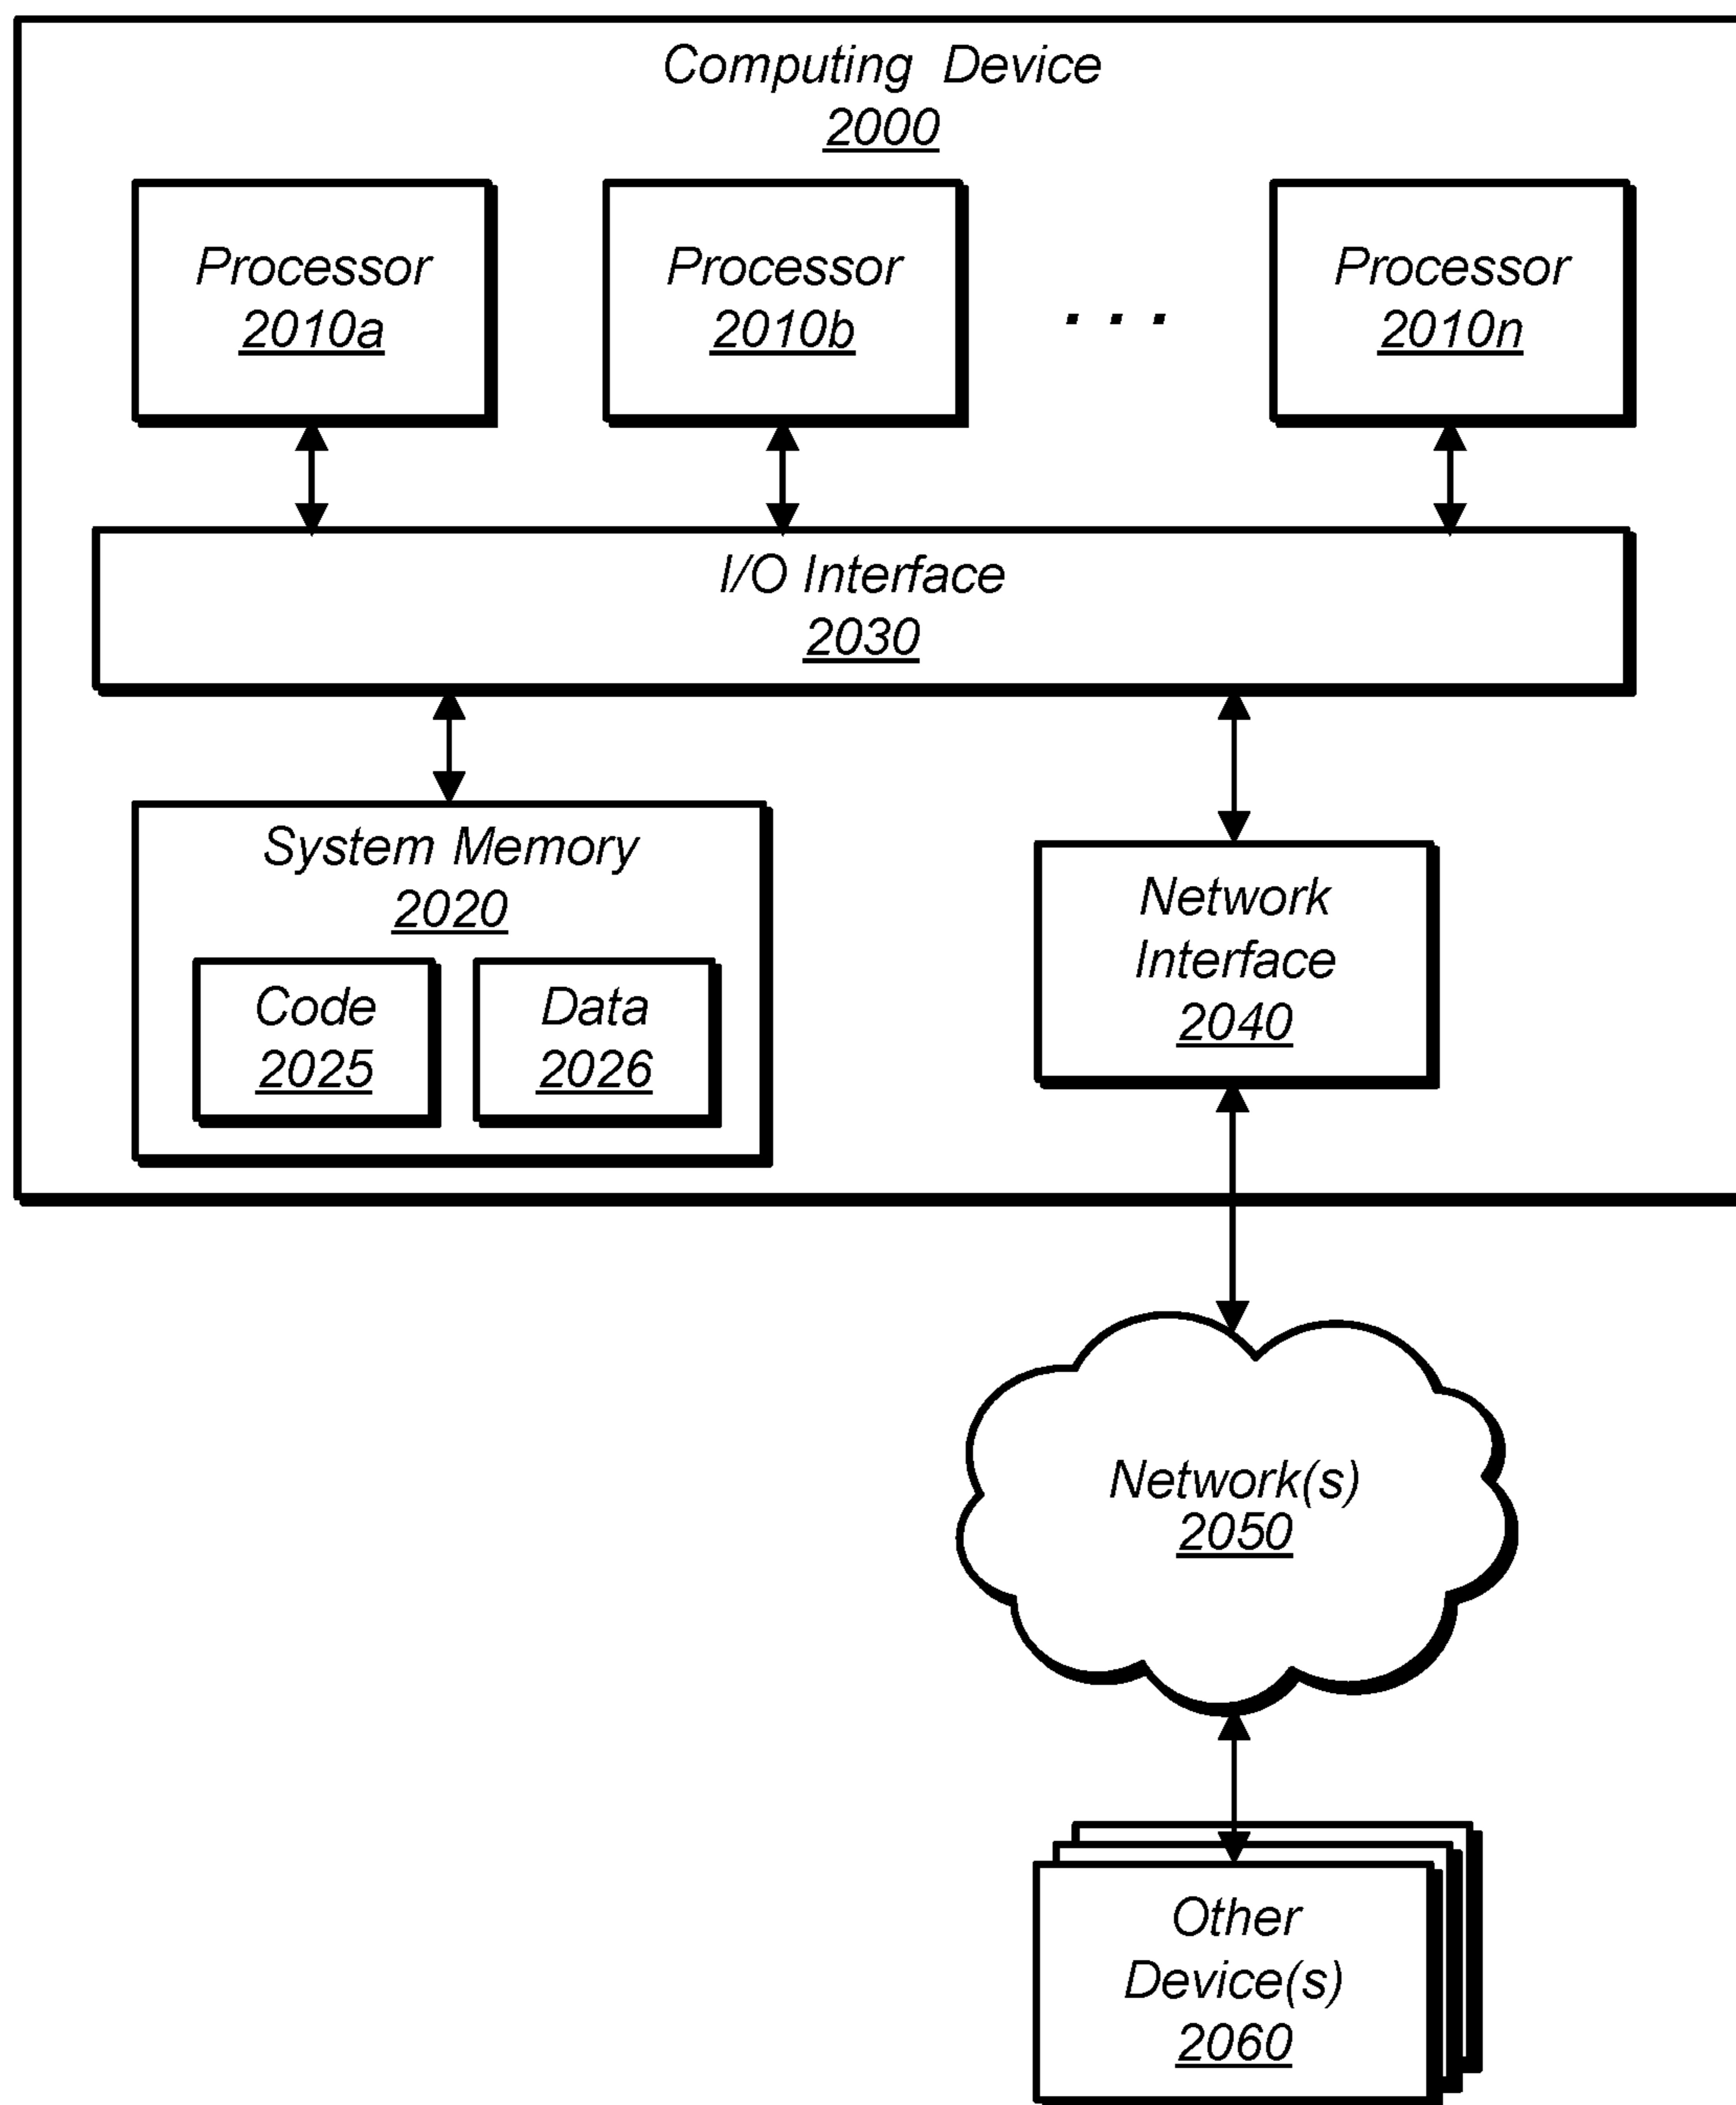 Computing Device
2000
Processor
2010a
Processor
2010b
. . .
Processor
2010n
I/O Interface
2030
System Memory
2020
Code
2025
Data
2026
Network
Interface
2040
Network(s)
2050
Other
Device(s)
2060